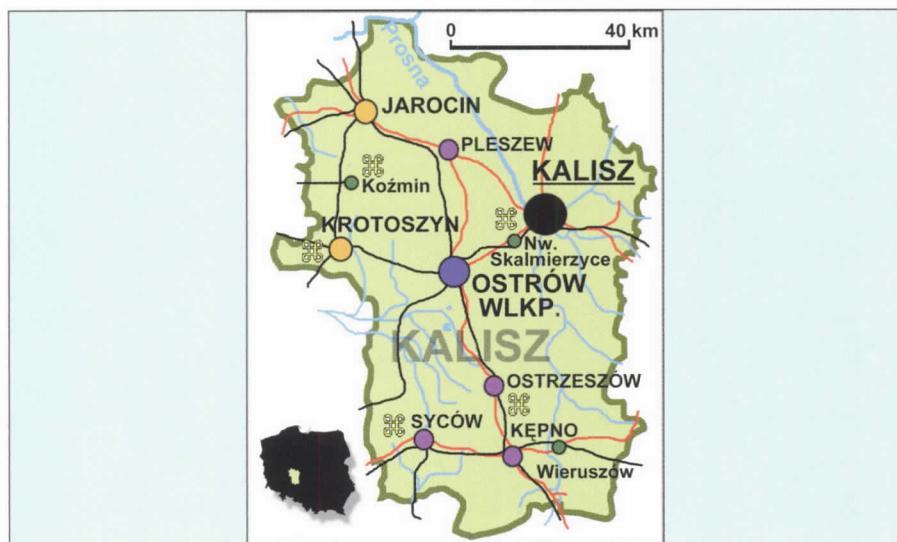 0 40 km
Prosna
JAROCIN
PLESZEW
KALISZ
Koźmin
KROTOSZYN
Nw.
Skalmierzyce
OSTRÓW
WLKP.
KALISZ
OSTRZESZÓW
SYCÓW
KĘPNO
Wieruszów